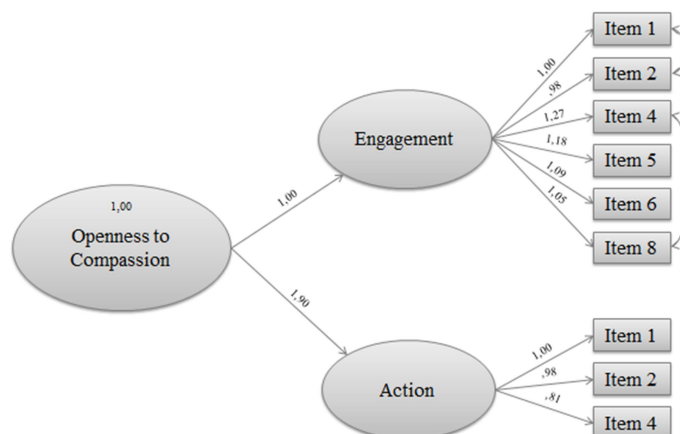 Item 1
1,00
Item 2
,98
Item 4
1,27
Engagement
1,18
Item 5
1,09
Item 6
1,05
Item 8
1,00
1,00
Openness to
Compassion
1,90
Item 1
1,00
Item 2
,98
Action
,81
Item 4